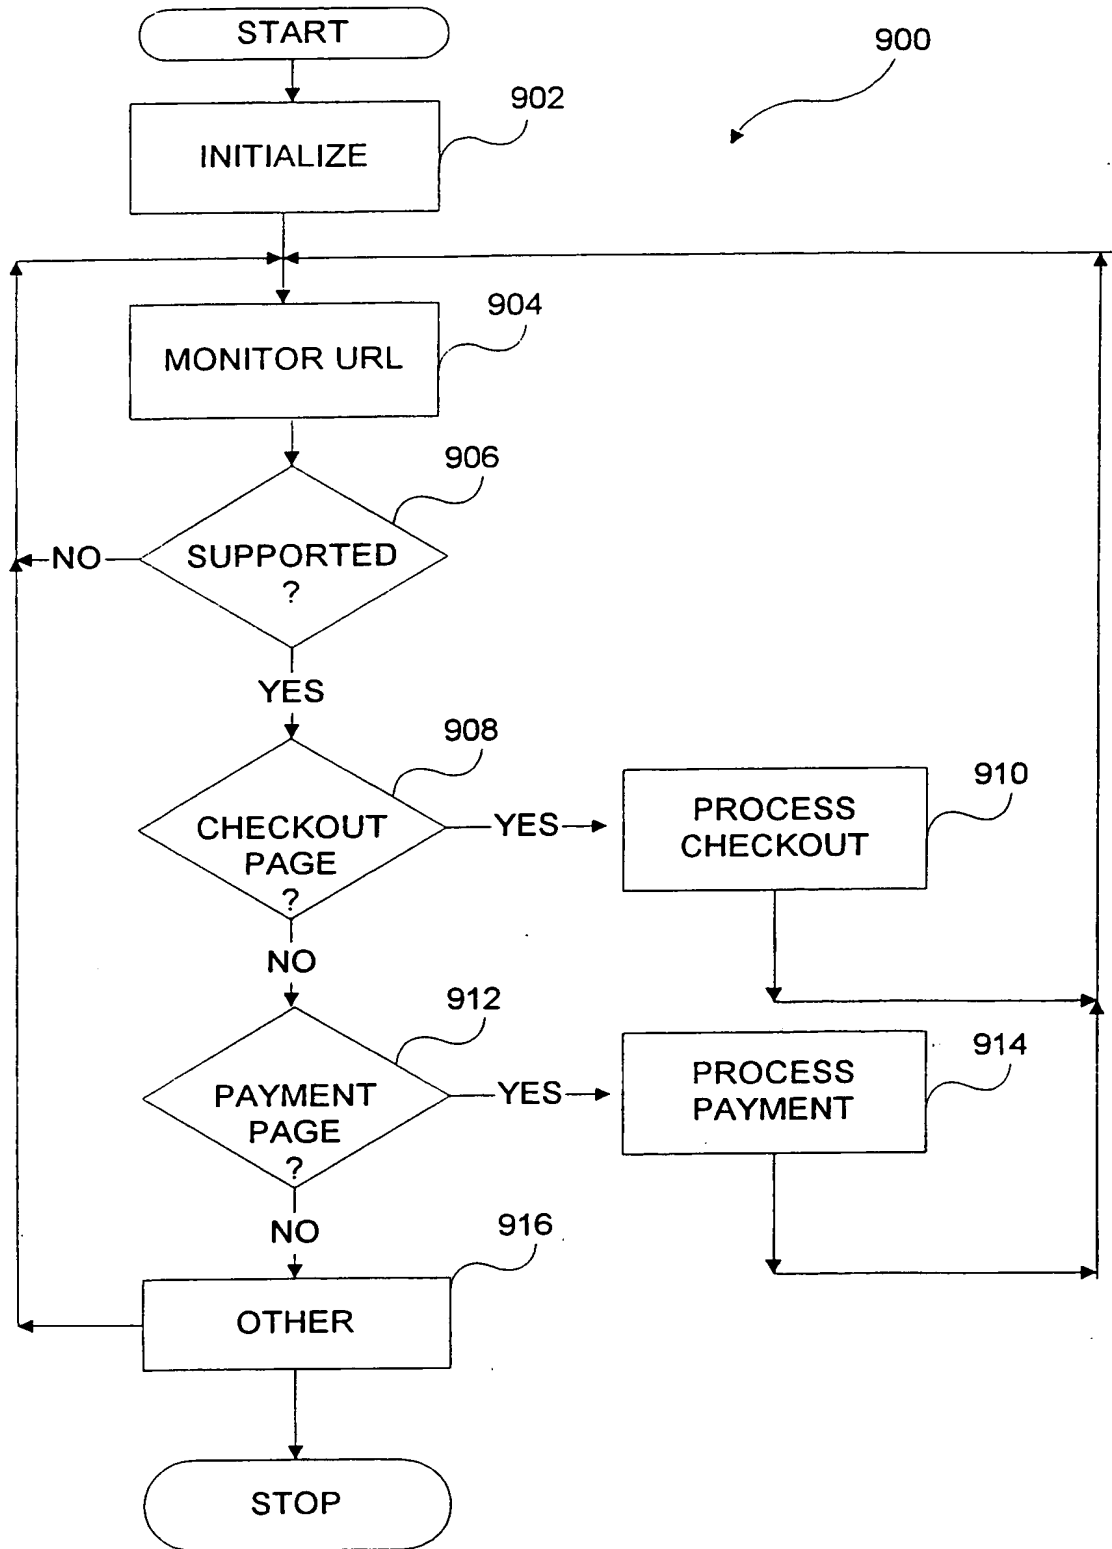 START
900
902
INITIALIZE
904
MONITOR URL
906
NO
SUPPORTED
?
YES
908
CHECKOUT
PAGE
?
YES
PROCESS
CHECKOUT
910
NO
912
PAYMENT
PAGE
?
YES
PROCESS
PAYMENT
914
NO
916
OTHER
STOP